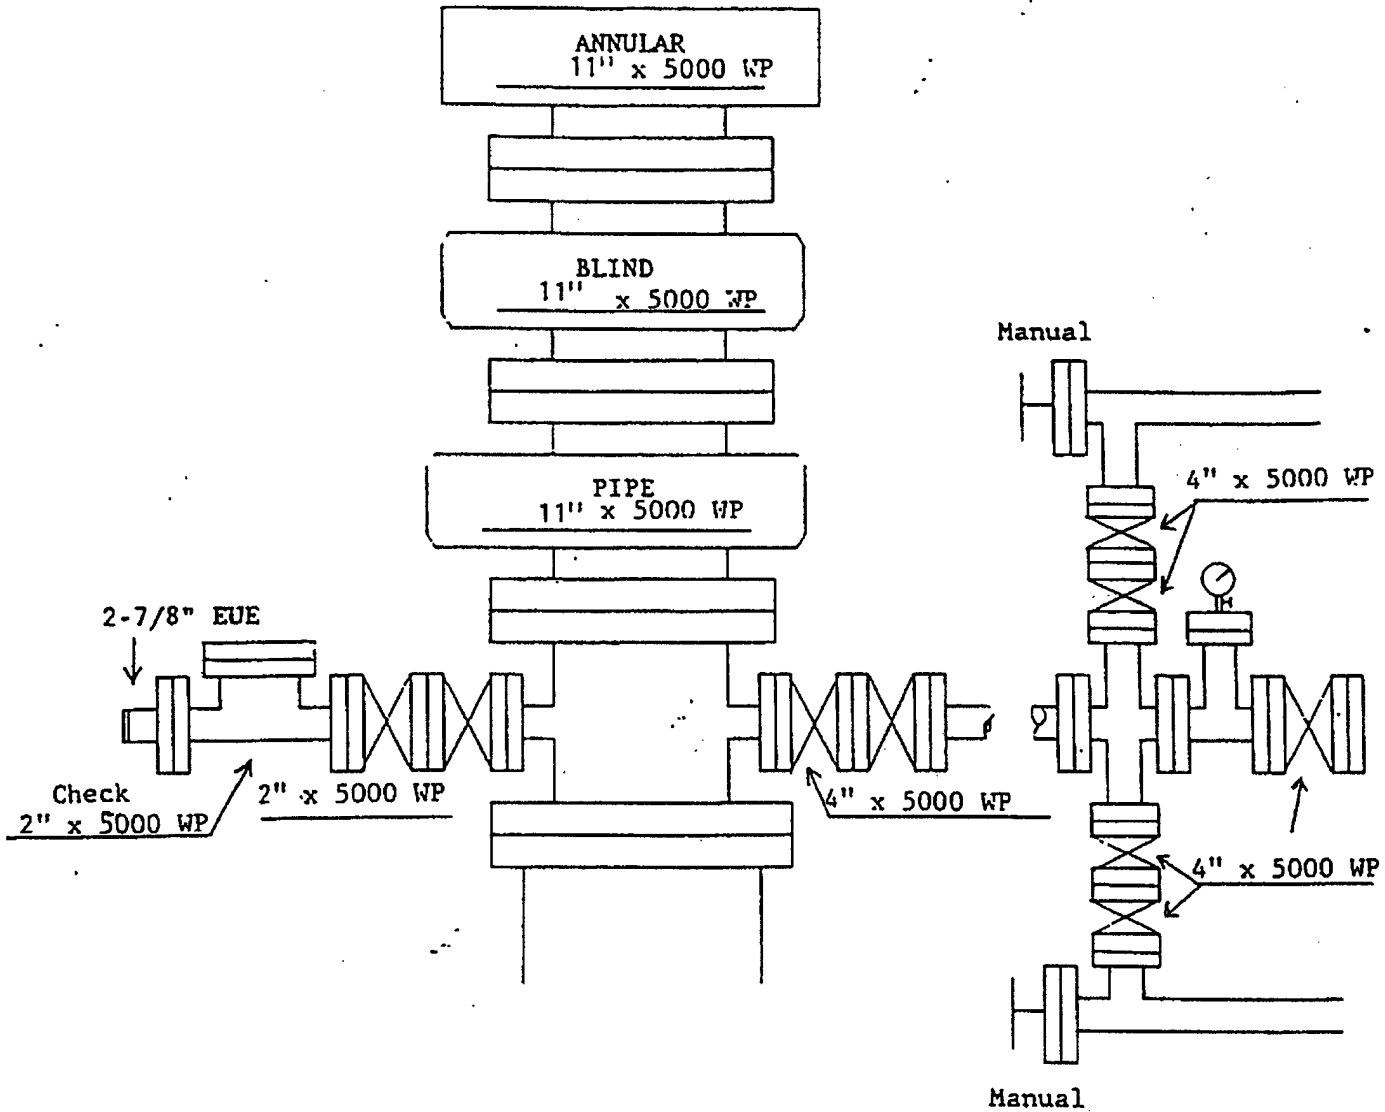 ANNULAR
11" x 5000 WP
BLIND
11" x 5000 WP
PIPE
11" x 5000 WP
Manual
4" x 5000 WP
2-7/8" EUE
Check
2" x 5000 WP
2" x 5000 WP
4" x 5000 WP
4" x 5000 WP
Manual